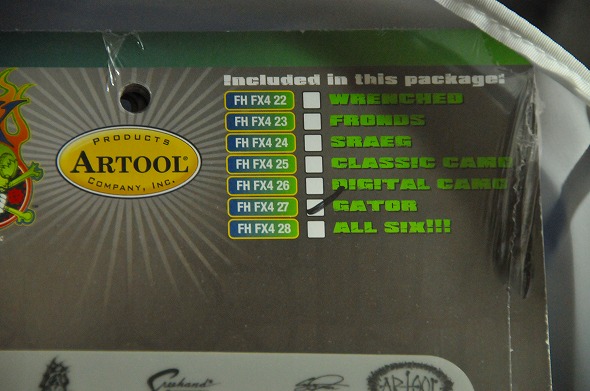 Included in this package:
FH FX4 22 WRENCHED
FH FX4 23 FRONDS
FH FX4 24 SRAEG
FH FX4 25 CLASSIC CAMO
FH FX4 26 DIGITAL CAMO
FH FX4 27 GATOR
FH FX4 28 ALL SIX!!!
PRODUCTS
ARTOOL®
COMPANY, INC.
Freehand
ARTOOL